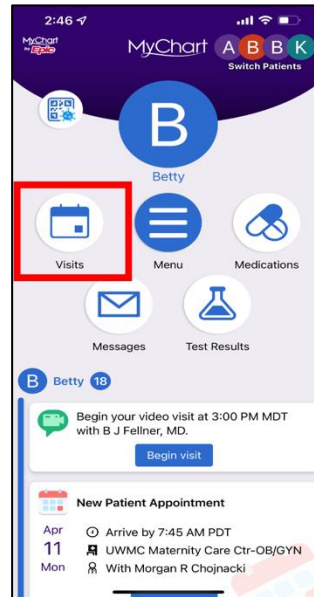 2:46
MyChart
by Epic
MyChart
A B B K
Switch Patients
B
Betty
Visits
Menu
Medications
Messages
Test Results
B Betty 18
Begin your video visit at 3:00 PM MDT
with B J Fellner, MD.
Begin visit
New Patient Appointment
Apr
11
Mon
Arrive by 7:45 AM PDT
UWMC Maternity Care Ctr-OB/GYN
With Morgan R Chojnacki